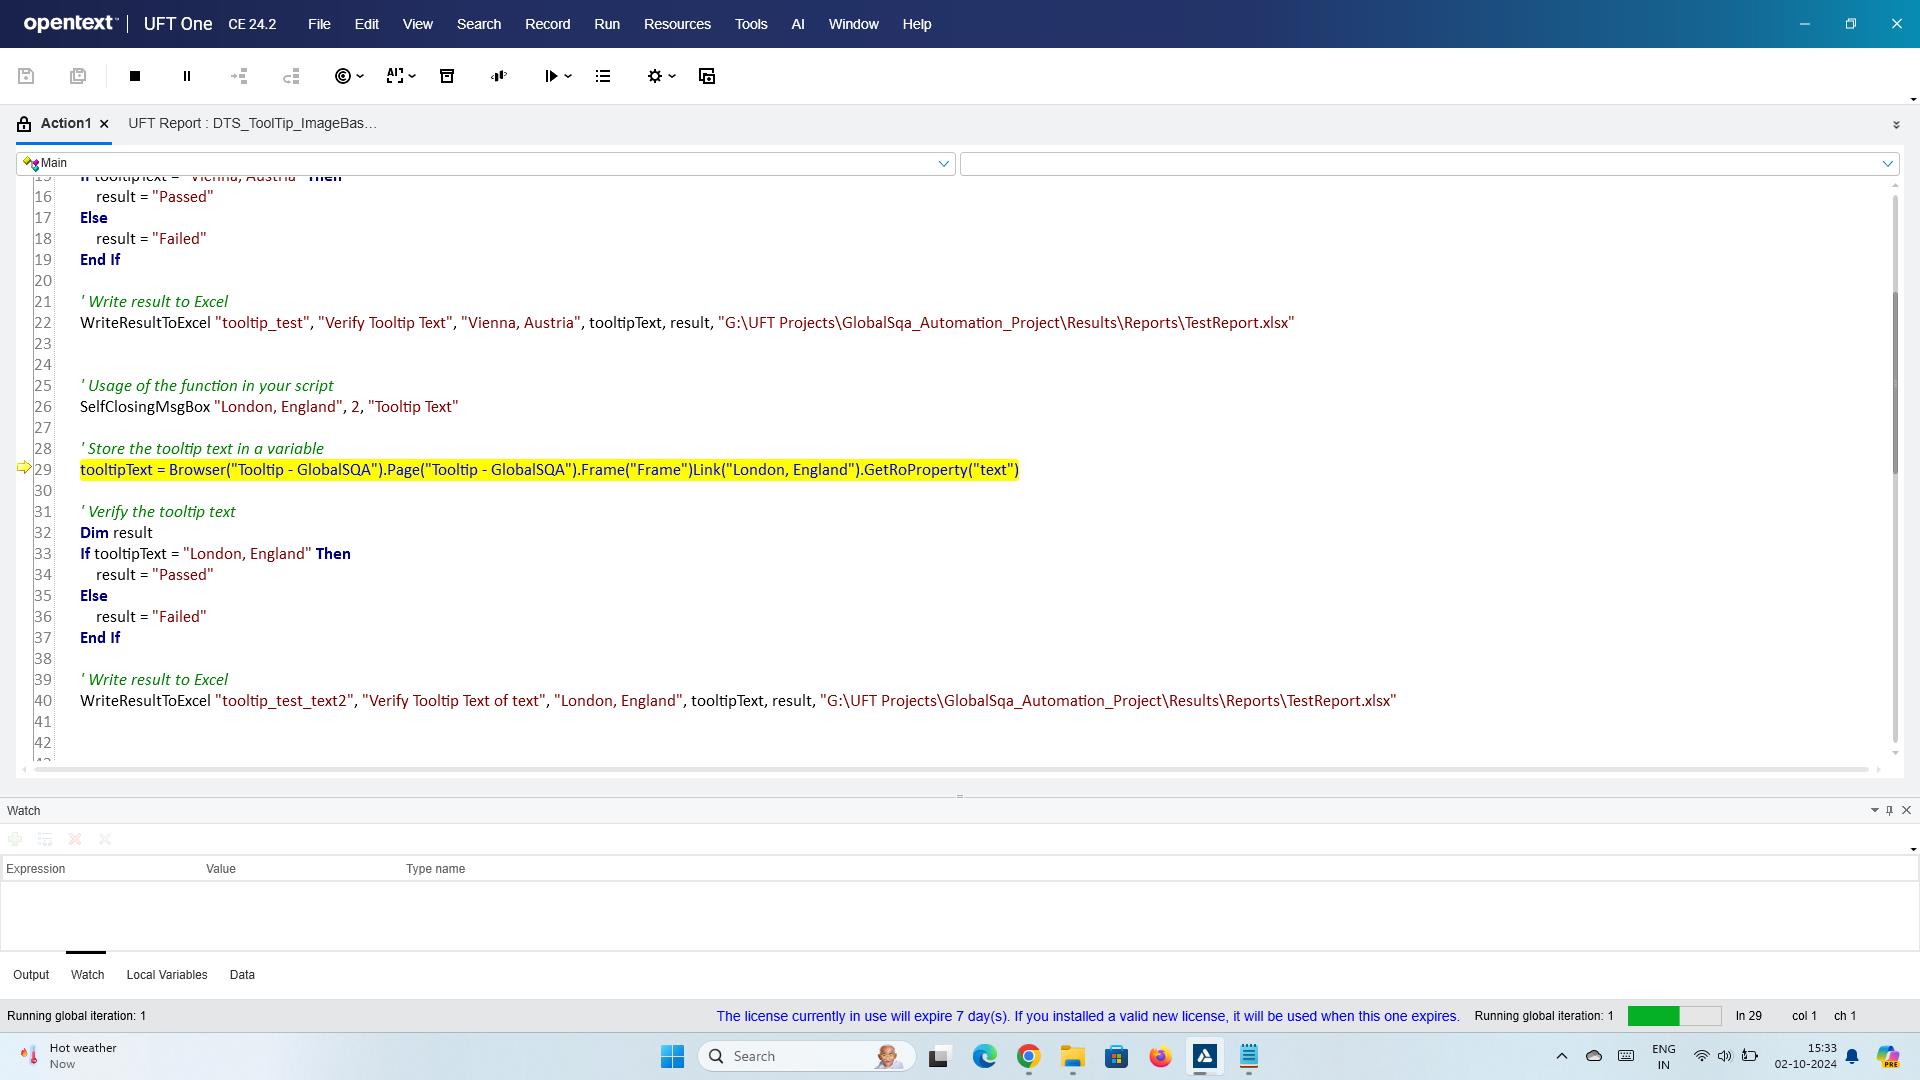 opentext | UFT One CE 24.2 File Edit View Search Record Run Resources Tools AI Window Help
Action1 UFT Report : DTS_ToolTip_ImageBas...
Main
15 If tooltipText = "Vienna, Austria" Then
16 result = "Passed"
17 Else
18 result = "Failed"
19 End If
20
21 ' Write result to Excel
22 WriteResultToExcel "tooltip_test", "Verify Tooltip Text", "Vienna, Austria", tooltipText, result, "G:\UFT Projects\GlobalSqa_Automation_Project\Results\Reports\TestReport.xlsx"
23
24
25 ' Usage of the function in your script
26 SelfClosingMsgBox "London, England", 2, "Tooltip Text"
27
28 ' Store the tooltip text in a variable
29 tooltipText = Browser("Tooltip - GlobalSQA").Page("Tooltip - GlobalSQA").Frame("Frame")Link("London, England").GetRoProperty("text")
30
31 ' Verify the tooltip text
32 Dim result
33 If tooltipText = "London, England" Then
34 result = "Passed"
35 Else
36 result = "Failed"
37 End If
38
39 ' Write result to Excel
40 WriteResultToExcel "tooltip_test_text2", "Verify Tooltip Text of text", "London, England", tooltipText, result, "G:\UFT Projects\GlobalSqa_Automation_Project\Results\Reports\TestReport.xlsx"
41
42
Watch
Expression Value Type name
Output Watch Local Variables Data
Running global iteration: 1 The license currently in use will expire 7 day(s). If you installed a valid new license, it will be used when this one expires. Running global iteration: 1 ln 29 col 1 ch 1
Hot weather
Now
Search
ENG
IN
15:33
02-10-2024
PRE